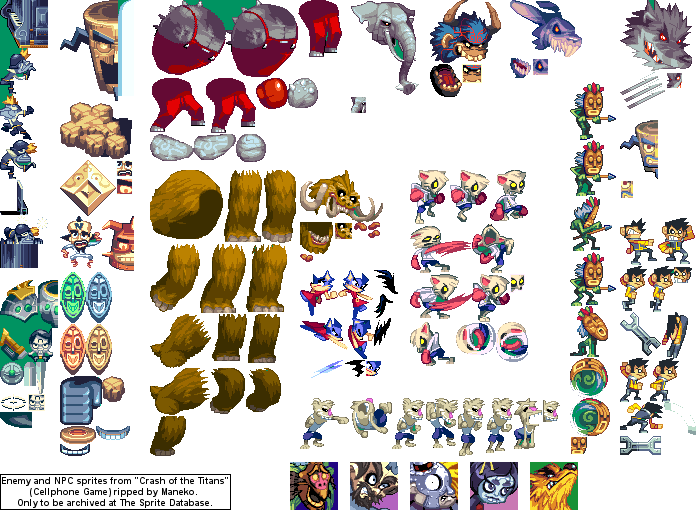 Enemy and NPC sprites from "Crash of the Titans"
(Cellphone Game) ripped by Maneko.
Only to be archived at The Sprite Database.